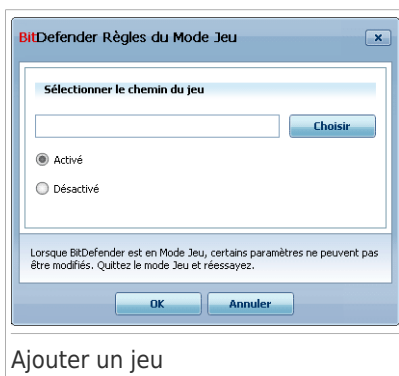 BitDefender Règles du Mode Jeu
Sélectionner le chemin du jeu
Choisir
Activé
Désactivé
Lorsque BitDefender est en Mode Jeu, certains paramètres ne peuvent pas
être modifiés. Quittez le mode Jeu et réessayez.
OK
Annuler
Ajouter un jeu